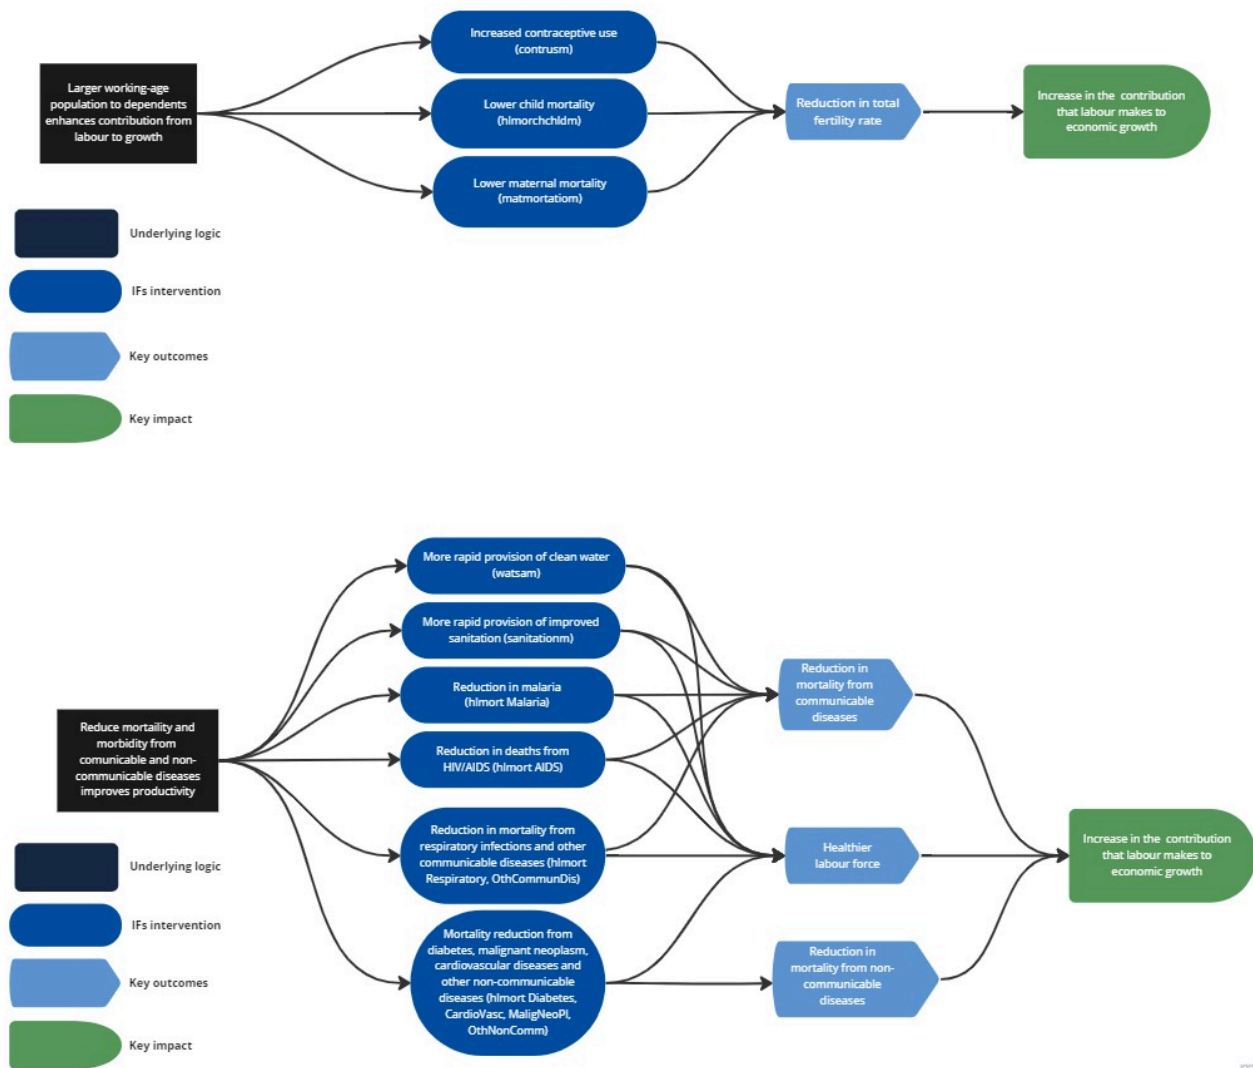 Larger working-age
population to dependents
enhances contribution from
labour to growth
Increased contraceptive use
(contrusm)
Lower child mortality
(hlmorchchldm)
Lower maternal mortality
(matmortatiom)
Reduction in total
fertility rate
Increase in the contribution
that labour makes to
economic growth
Underlying logic
IFs intervention
Key outcomes
Key impact
Reduce mortaility and
morbidity from
comunicable and non-
communicable diseases
improves productivity
More rapid provision of clean water
(watsam)
More rapid provision of improved
sanitation (sanitationm)
Reduction in malaria
(hlmort Malaria)
Reduction in deaths from
HIV/AIDS (hlmort AIDS)
Reduction in mortality from
respiratory infections and other
communicable diseases (hlmort
Respiratory, OthCommunDis)
Mortality reduction from
diabetes, malignant neoplasm,
cardiovascular diseases and
other non-communicable
diseases (hlmort Diabetes,
CardioVasc, MaligNeoPl,
OthNonComm)
Reduction in
mortality from
communicable
diseases
Healthier
labour force
Reduction in
mortality from non-
communicable
diseases
Increase in the contribution
that labour makes to
economic growth
Underlying logic
IFs intervention
Key outcomes
Key impact